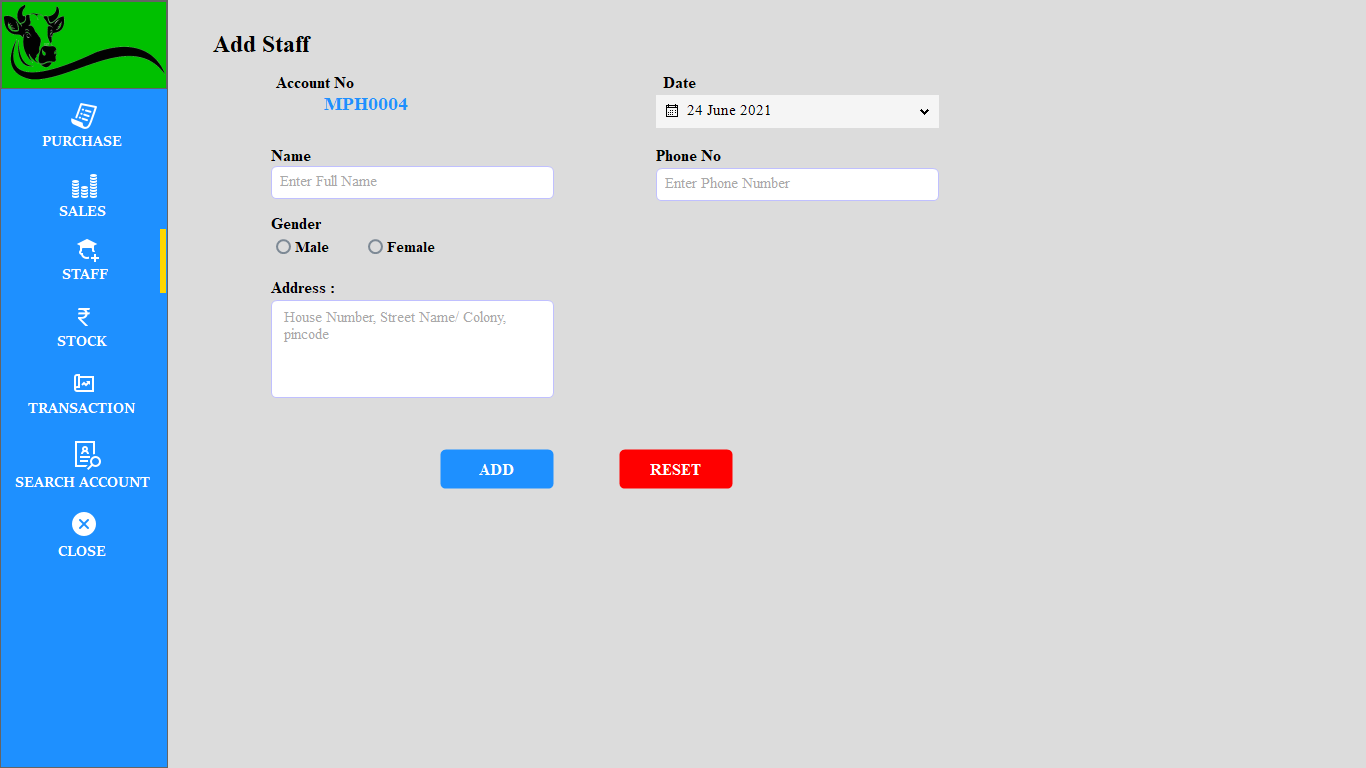 PURCHASE
SALES
STAFF
STOCK
TRANSACTION
SEARCH ACCOUNT
CLOSE
Add Staff
Account No
MPH0004
Date
24 June 2021
Name
Enter Full Name
Phone No
Enter Phone Number
Gender
Male Female
Address :
House Number, Street Name/ Colony,
pincode
ADD RESET